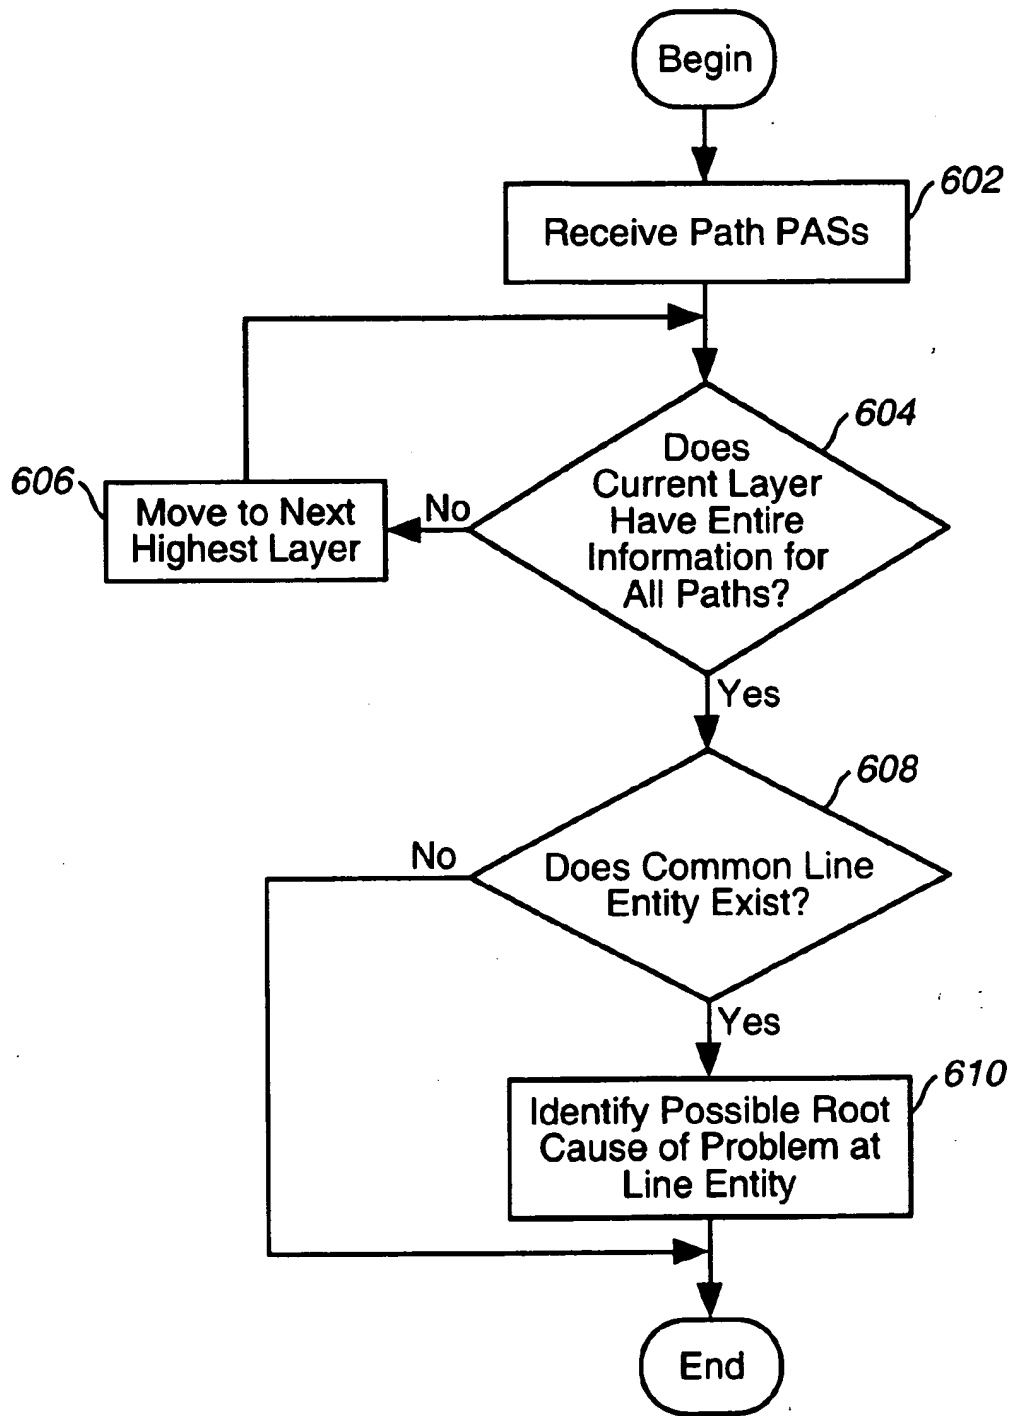 Begin
602
Receive Path PASs
604
Does
Current Layer
Have Entire
Information for
All Paths?
606
Move to Next
Highest Layer
No
Yes
608
No
Does Common Line
Entity Exist?
Yes
610
Identify Possible Root
Cause of Problem at
Line Entity
End